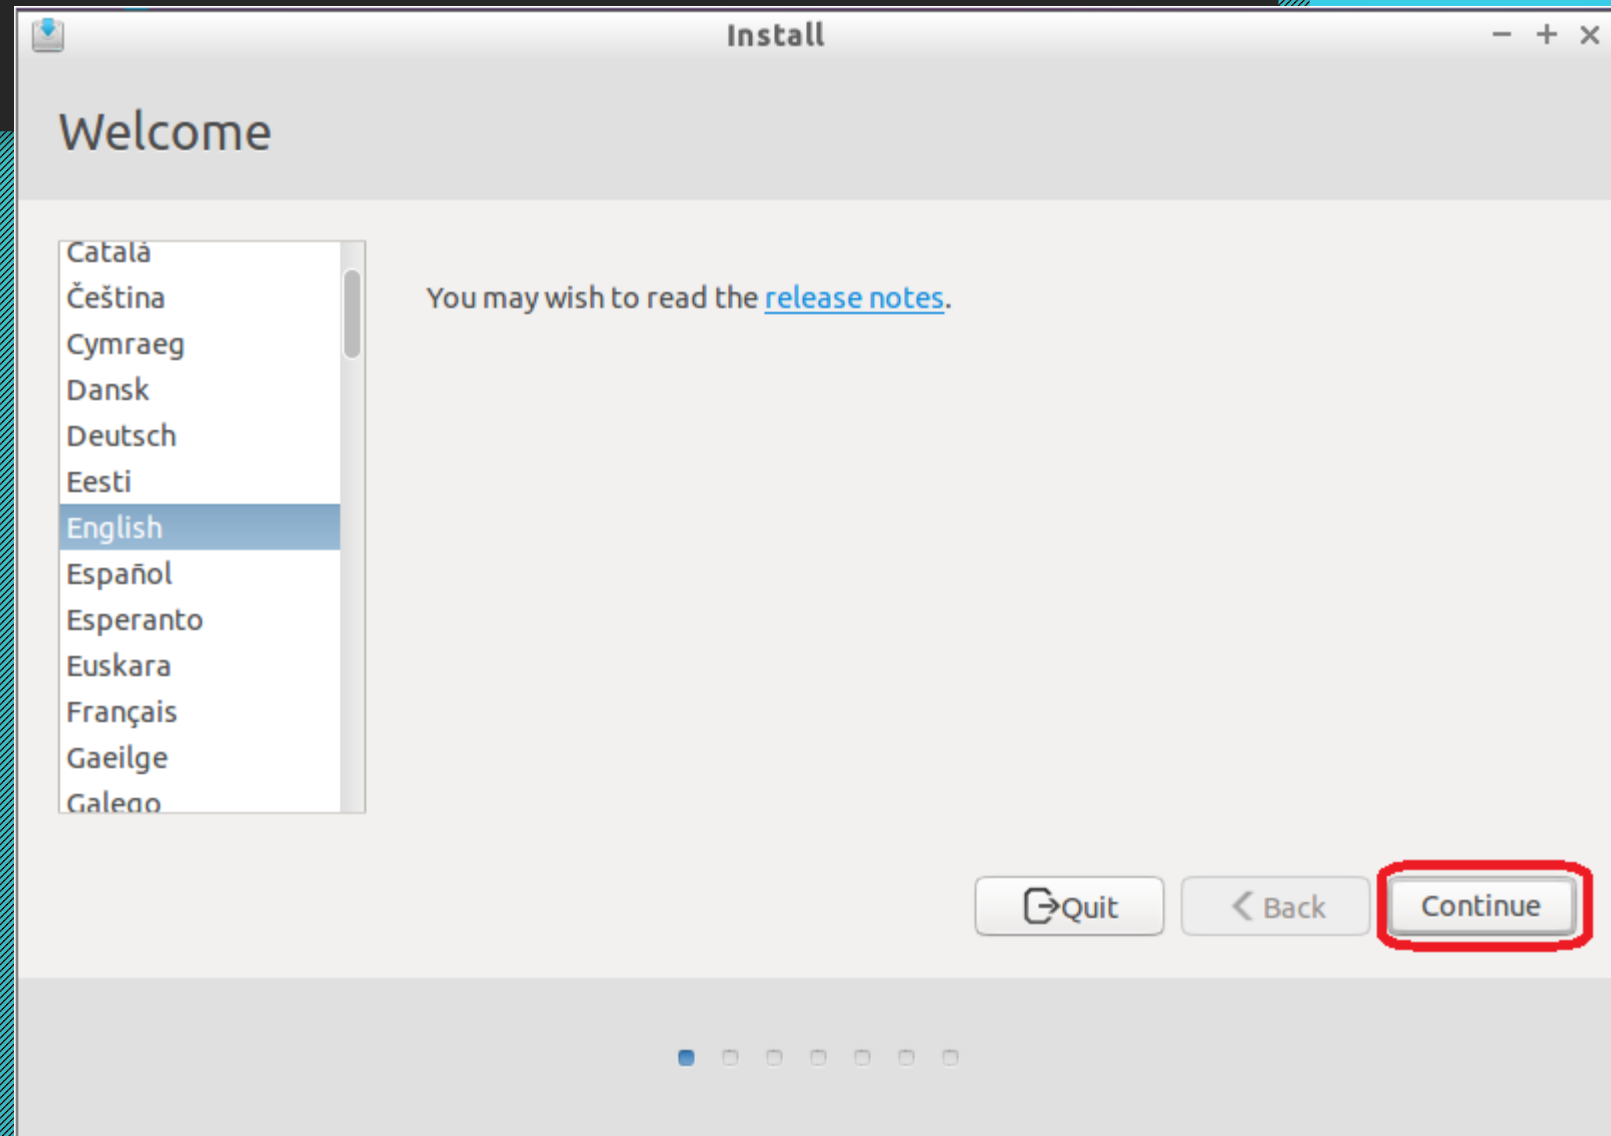 Install
Welcome
Català
Čeština
Cymraeg
Dansk
Deutsch
Eesti
English
Español
Esperanto
Euskara
Français
Gaeilge
Galego
You may wish to read the release notes.
Quit
Back
Continue